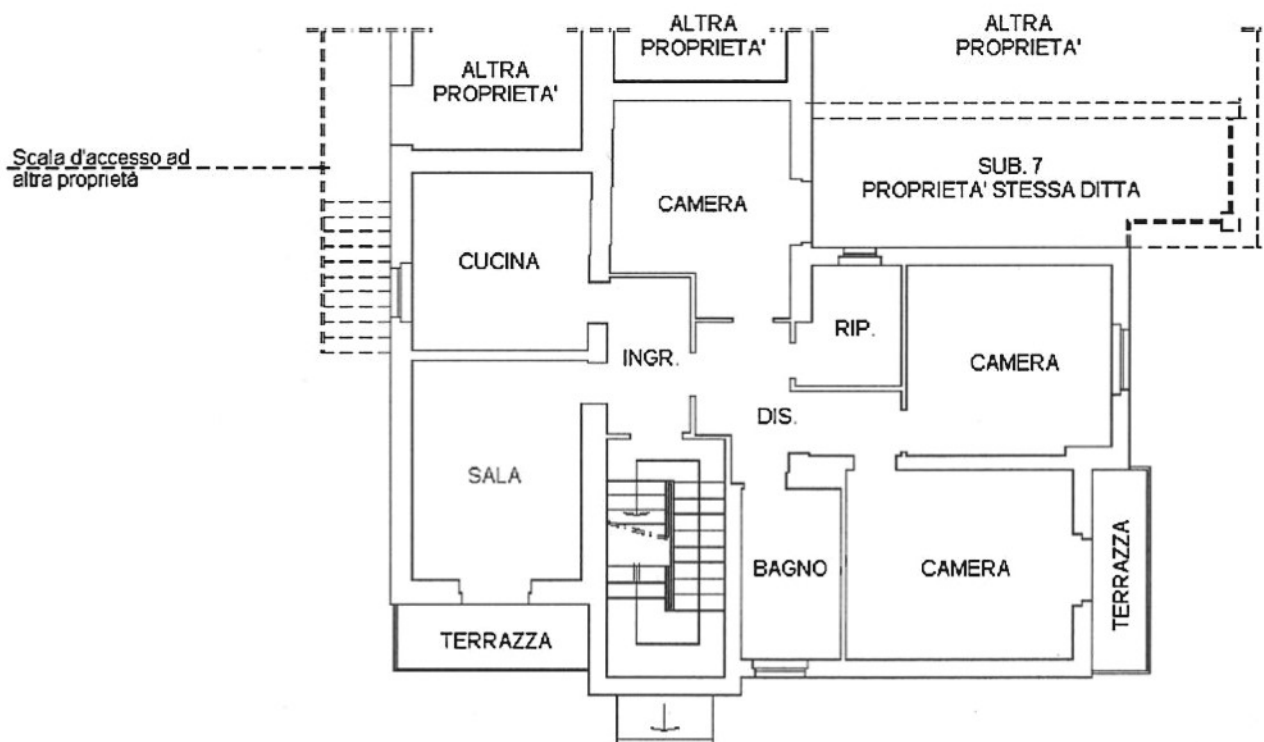 ALTRA
PROPRIETA'
ALTRA
PROPRIETA'
ALTRA
PROPRIETA'
Scala d'accesso ad
altra proprietà
SUB. 7
PROPRIETA' STESSA DITTA
CAMERA
CUCINA
RIP.
INGR.
CAMERA
DIS.
SALA
BAGNO
CAMERA
TERRAZZA
TERRAZZA